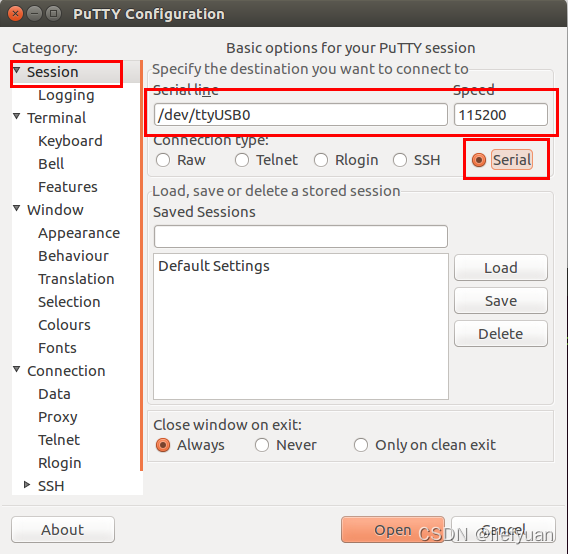 PuTTY Configuration
Category:
Session
Logging
Terminal
Keyboard
Bell
Features
Window
Appearance
Behaviour
Translation
Selection
Colours
Fonts
Connection
Data
Proxy
Telnet
Rlogin
SSH
Basic options for your PuTTY session
Specify the destination you want to connect to
Serial line Speed
/dev/ttyUSB0 115200
Connection type:
Raw Telnet Rlogin SSH Serial
Load, save or delete a stored session
Saved Sessions
Default Settings
Load
Save
Delete
Close window on exit:
Always Never Only on clean exit
About Open Cancel
CSDN @feiyuan